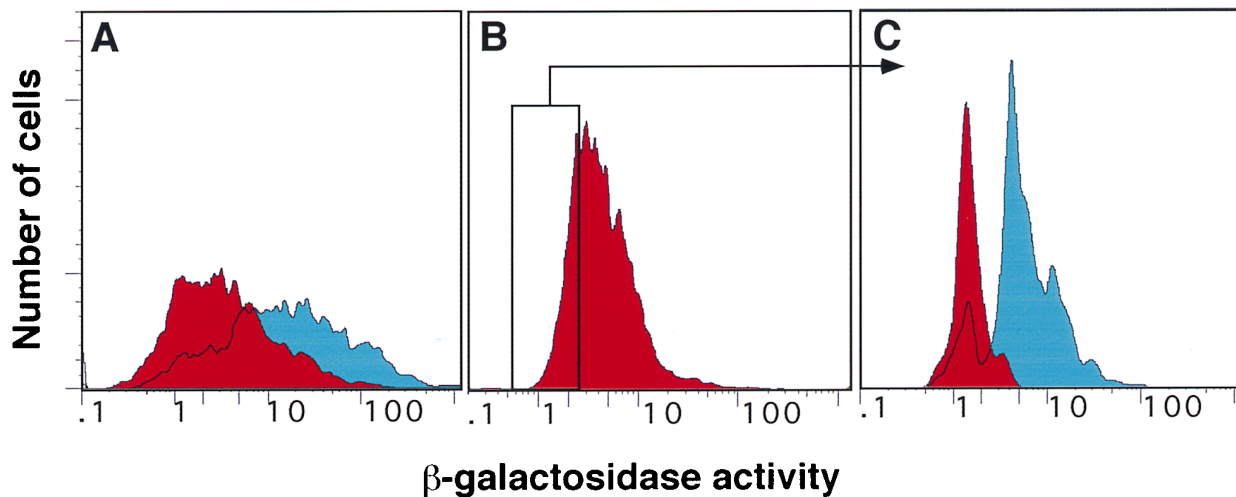 A
B
C
Number of cells
.1 1 10 100
.1 1 10 100
.1 1 10 100
β-galactosidase activity